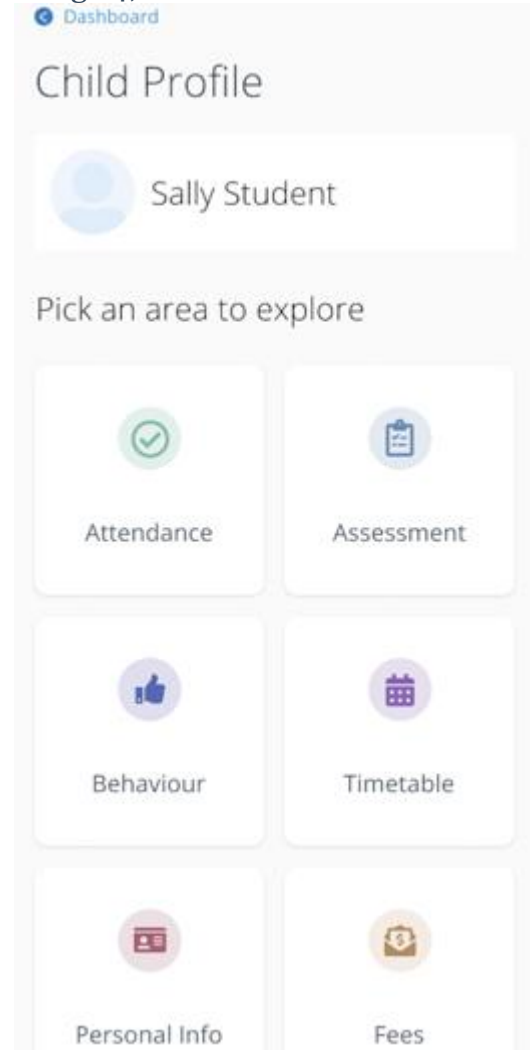 Dashboard
Child Profile
Sally Student
Pick an area to explore
Attendance Assessment
Behaviour Timetable
Personal Info Fees